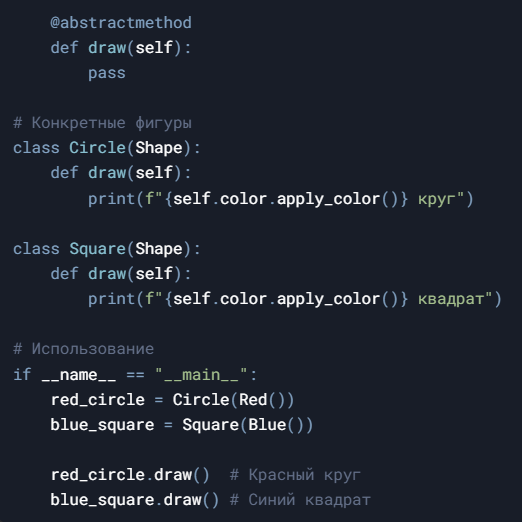 @abstractmethod
    def draw(self):
        pass

# Конкретные фигуры
class Circle(Shape):
    def draw(self):
        print(f"{self.color.apply_color()} круг")

class Square(Shape):
    def draw(self):
        print(f"{self.color.apply_color()} квадрат")

# Использование
if __name__ == "__main__":
    red_circle = Circle(Red())
    blue_square = Square(Blue())

    red_circle.draw()  # Красный круг
    blue_square.draw() # Синий квадрат